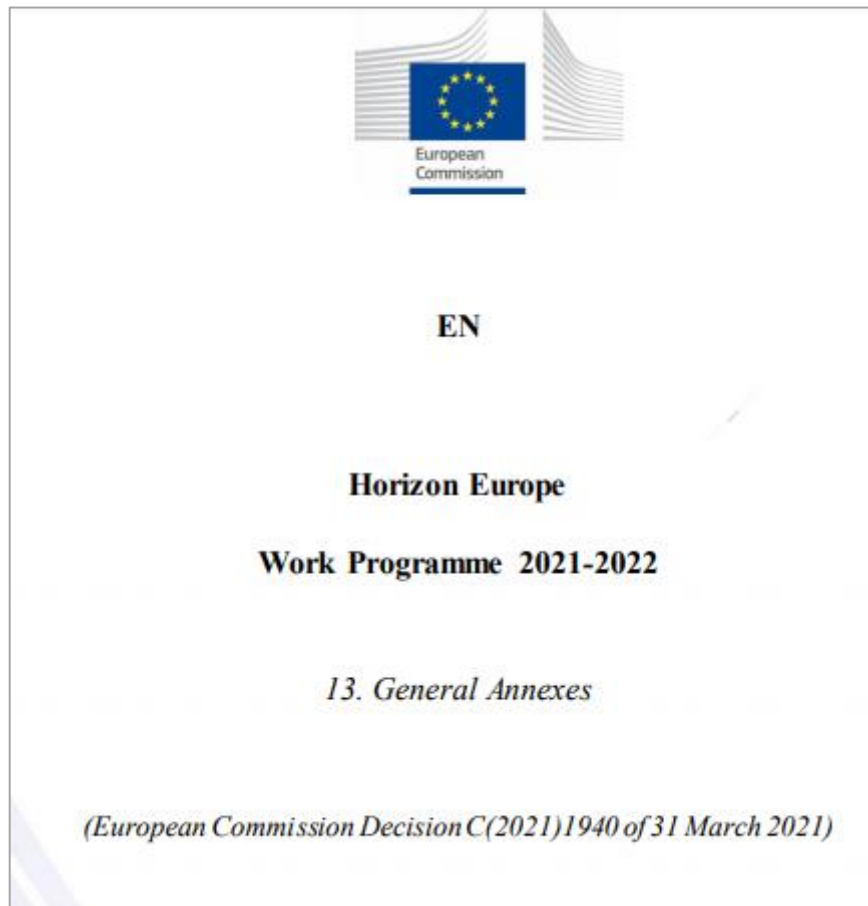 European
Commission
EN
Horizon Europe
Work Programme 2021-2022
13. General Annexes
(European Commission Decision C(2021)1940 of 31 March 2021)